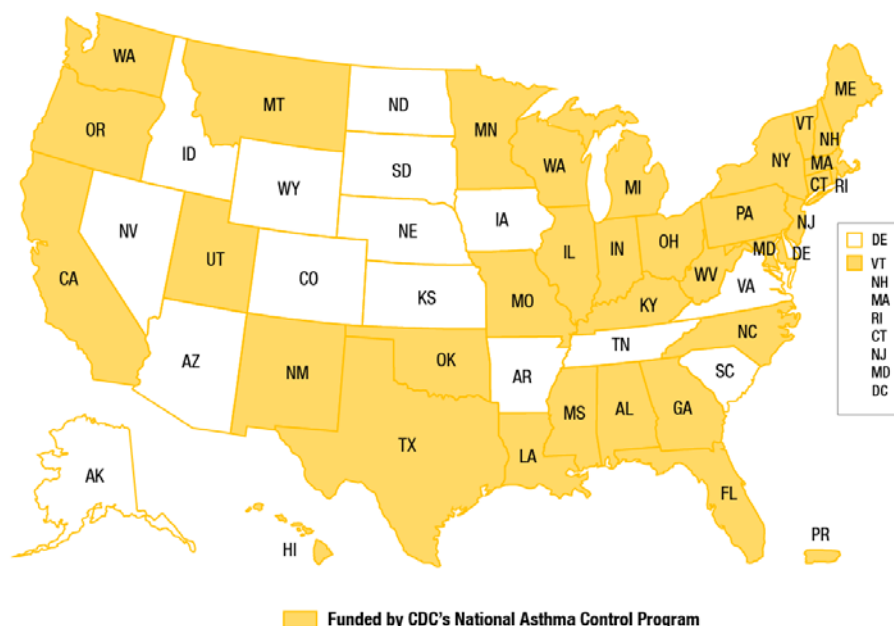 WA
MT
ND
MN
ME
OR
ID
SD
WA
MI
NY
VT
NH
MA
CT
RI
WY
IA
NE
PA
NJ
NV
UT
CO
IL
IN
OH
MD
DE
WV
VA
CA
KS
MO
KY
AZ
NM
OK
AR
TN
NC
SC
MS
AL
GA
TX
LA
FL
AK
HI
PR
DE
VT
NH
MA
RI
CT
NJ
MD
DC
Funded by CDC's National Asthma Control Program